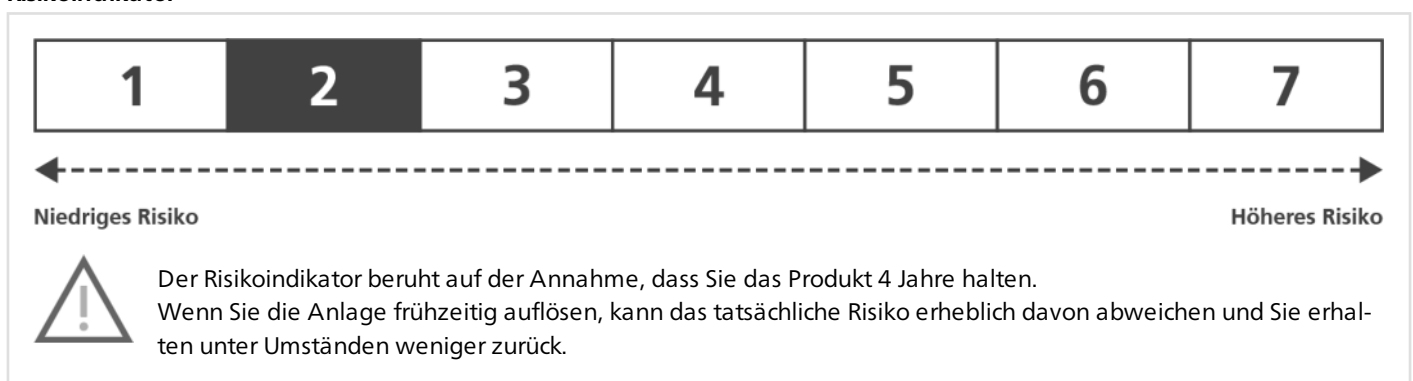 1 2 3 4 5 6 7
Niedriges Risiko Höheres Risiko
Der Risikoindikator beruht auf der Annahme, dass Sie das Produkt 4 Jahre halten.
Wenn Sie die Anlage frühzeitig auflösen, kann das tatsächliche Risiko erheblich davon abweichen und Sie erhal-
ten unter Umständen weniger zurück.